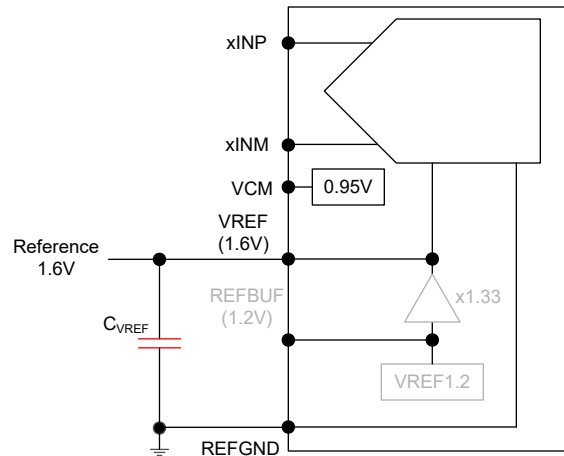 xINP
xINM
VCM
0.95V
VREF
(1.6V)
Reference
1.6V
REFBUF
(1.2V)
x1.33
CVREF
VREF1.2
REFGND